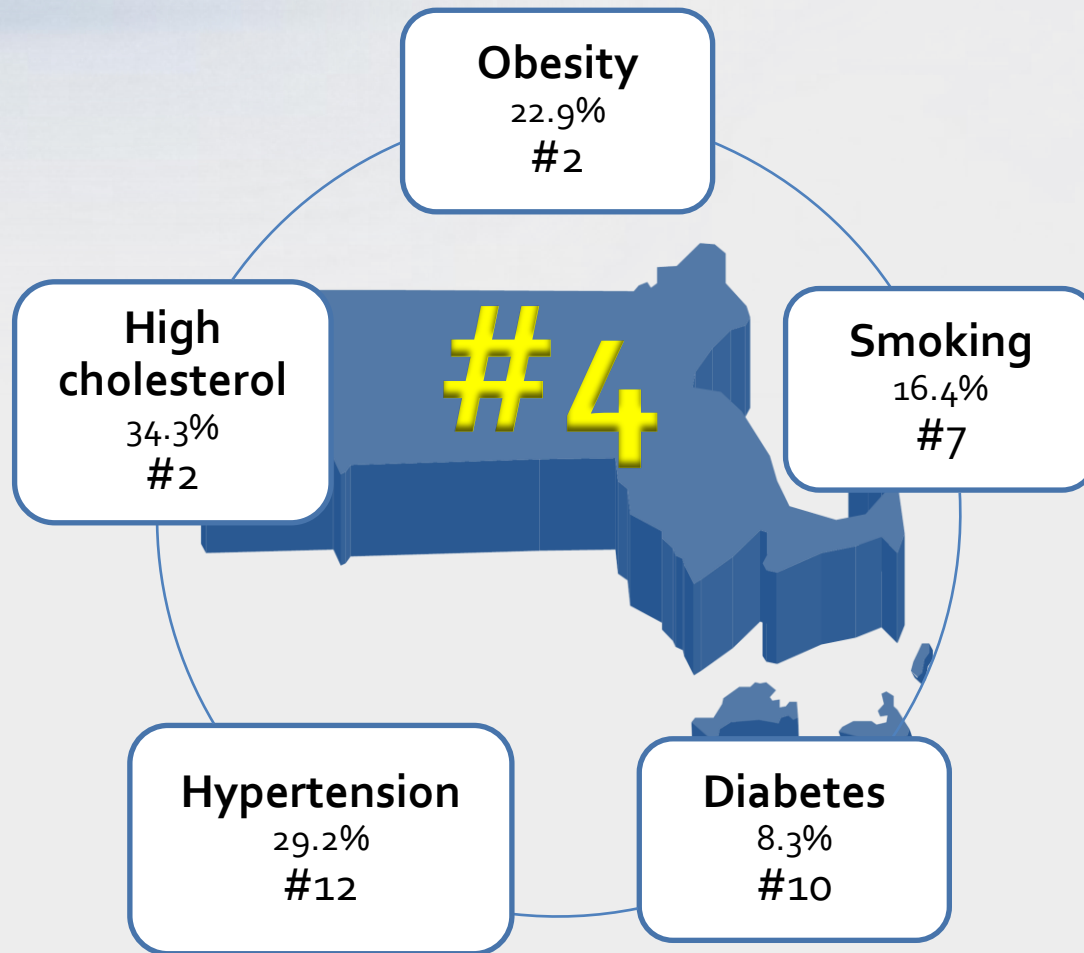 Obesity
22.9%
#2
High
cholesterol
34.3%
#2
#4
Smoking
16.4%
#7
Hypertension
29.2%
#12
Diabetes
8.3%
#10